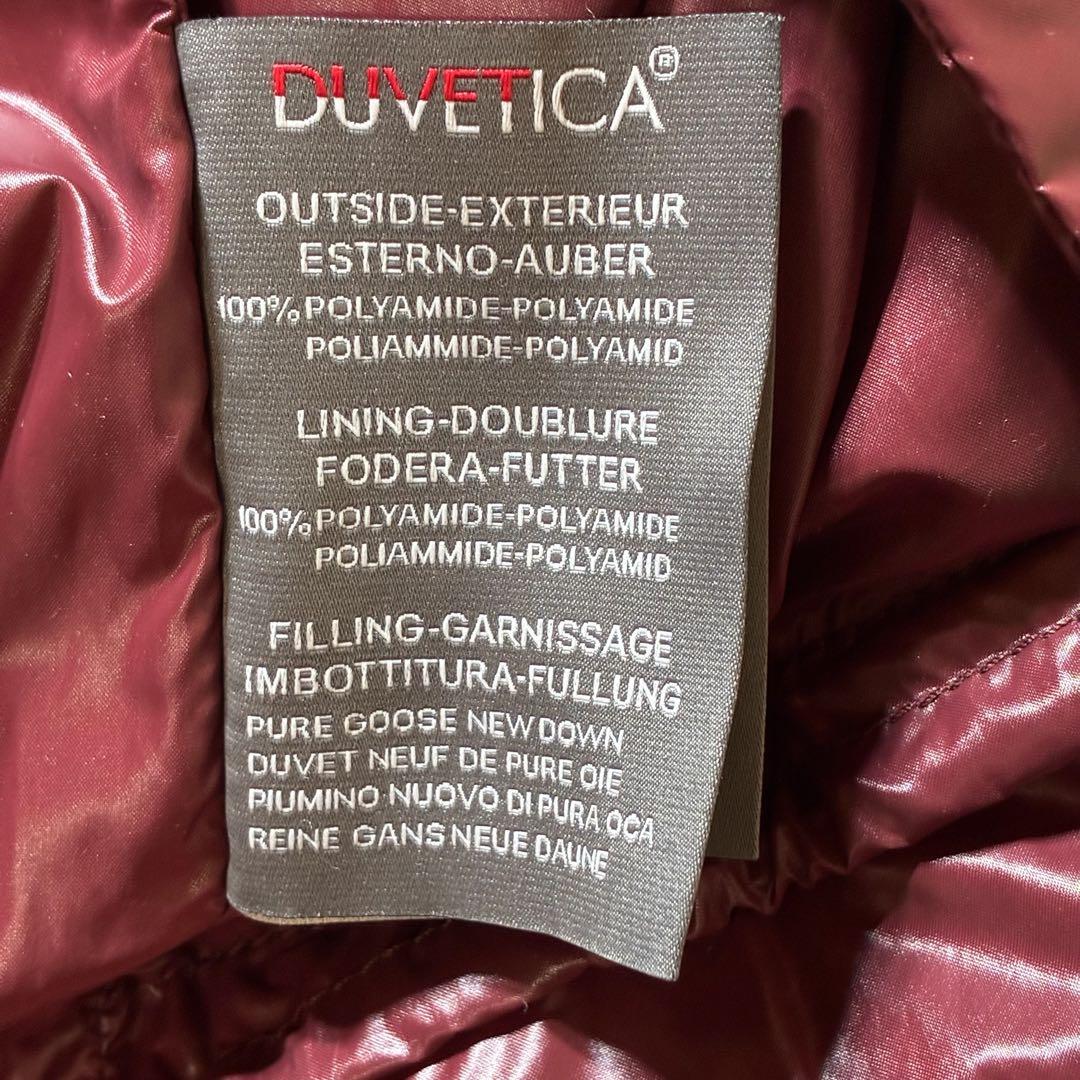 DUVETICA®
OUTSIDE-EXTERIEUR
ESTERNO-AUBER
100% POLYAMIDE-POLYAMIDE
POLIAMMIDE-POLYAMID
LINING-DOUBLURE
FODERA-FUTTER
100% POLYAMIDE-POLYAMIDE
POLIAMMIDE-POLYAMID
FILLING-GARNISSAGE
IMBOTTITURA-FULLUNG
PURE GOOSE NEW DOWN
DUVET NEUF DE PURE OIE
PIUMINO NUOVO DI PURA OCA
REINE GANS NEUE DAUNE